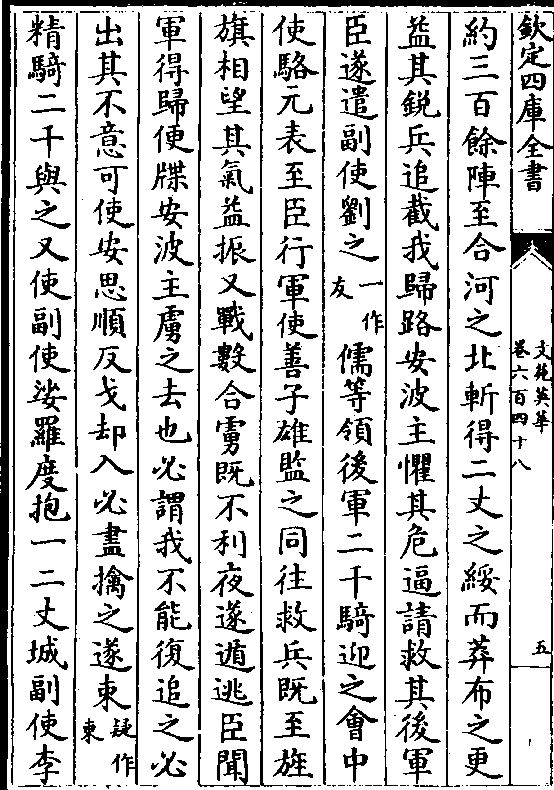 欽定四庫全書
文苑英華
卷六百四十八
五
約三百餘陣至合河之北斬得二丈之綏而葬布之更
益其鋭兵追截我歸路安波主懼其危逼請救其後軍
臣遂遣副使劉之一作友儒等領後軍二千騎迎之會中
使駱元表至臣行軍使善子雄監之同往救兵既至旌
旗相望其氣益振又戰數合虜既不利夜遂遁逃臣聞
軍得歸便牒安波主虜之去也必謂我不能復追之必
出其不意可使安思順反戈却入必盡擒之遂東疑作東
精騎二千與之又使副使娑羅度抱一二丈城副使李